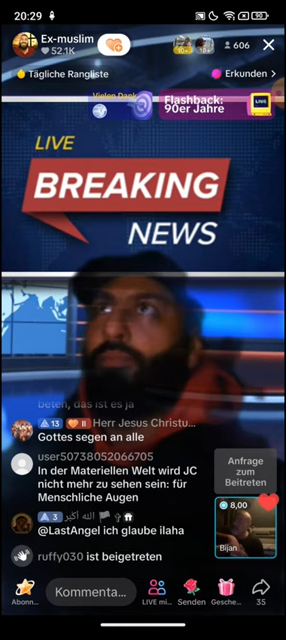 20:29
90
Ex-muslim
52.1K
606
Tägliche Rangliste
Erkunden >
Vielen Dank
Flashback:
90er Jahre
LIVE
LIVE
BREAKING
NEWS
beten, das ist es ja
13 II Herr Jesus Christu...
Gottes segen an alle
user50738052066705
In der Materiellen Welt wird JC
nicht mehr zu sehen sein: für
Menschliche Augen
3 الله أكبر
@LastAngel ich glaube ilaha
ruffy030 ist beigetreten
Anfrage
zum
Beitreten
8,00
Bijan
Kommenta...
Abonn...
LIVE mi...
Senden
Gesche...
35